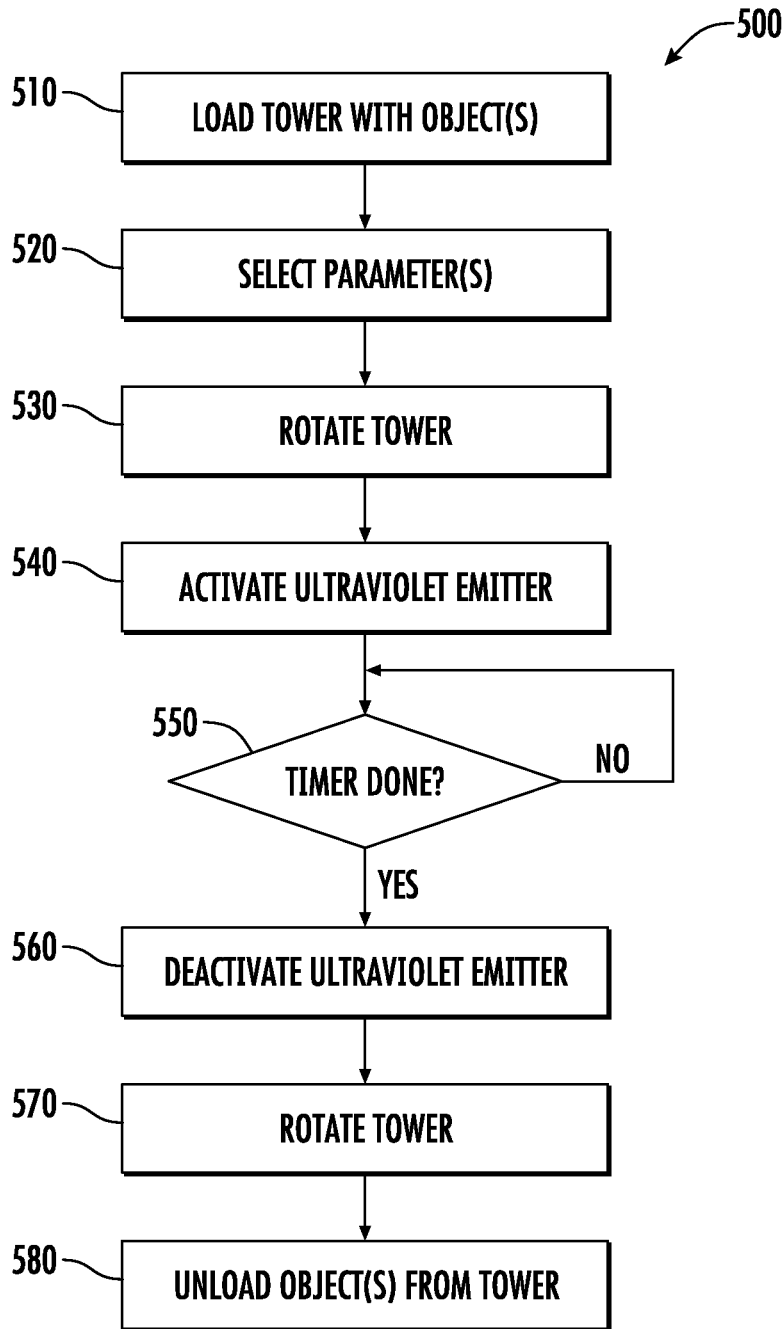 500
510
LOAD TOWER WITH OBJECT(S)
520
SELECT PARAMETER(S)
530
ROTATE TOWER
540
ACTIVATE ULTRAVIOLET EMITTER
550
TIMER DONE?
NO
YES
560
DEACTIVATE ULTRAVIOLET EMITTER
570
ROTATE TOWER
580
UNLOAD OBJECT(S) FROM TOWER